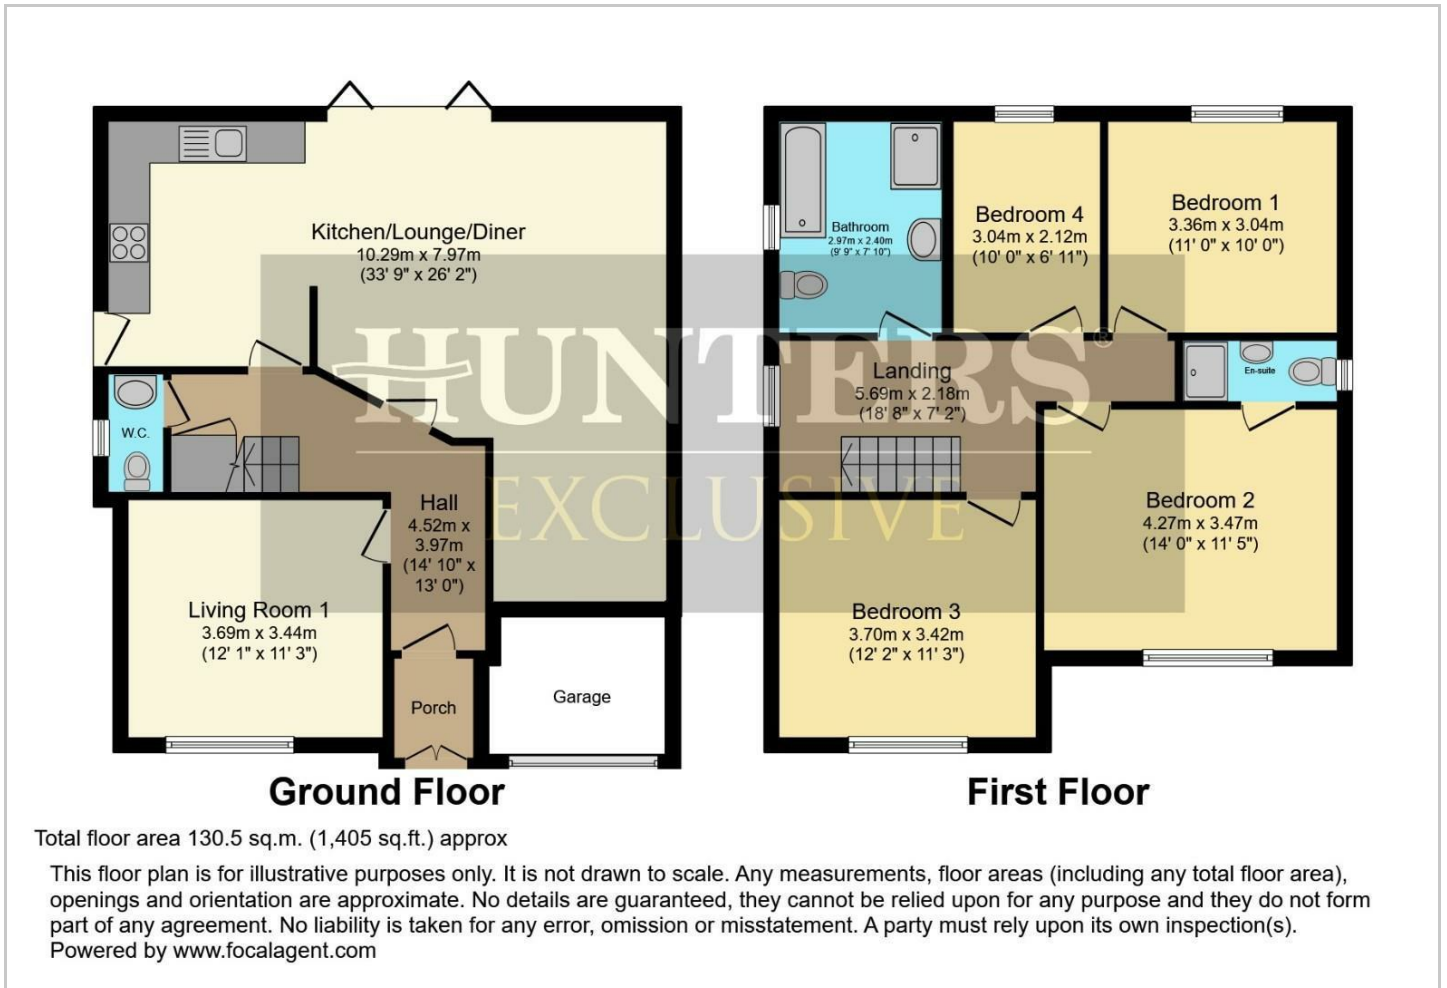 Kitchen/Lounge/Diner
10.29m x 7.97m
(33' 9" x 26' 2")
W.C.
Hall
4.52m x
3.97m
(14' 10" x
13' 0")
Living Room 1
3.69m x 3.44m
(12' 1" x 11' 3")
Porch
Garage
Ground Floor
Bathroom
2.97m x 2.40m
(9' 9" x 7' 10")
Bedroom 4
3.04m x 2.12m
(10' 0" x 6' 11")
Bedroom 1
3.36m x 3.04m
(11' 0" x 10' 0")
Landing
5.69m x 2.18m
(18' 8" x 7' 2")
En-suite
Bedroom 2
4.27m x 3.47m
(14' 0" x 11' 5")
Bedroom 3
3.70m x 3.42m
(12' 2" x 11' 3")
First Floor
HUNTERS®
EXCLUSIVE
Total floor area 130.5 sq.m. (1,405 sq.ft.) approx
This floor plan is for illustrative purposes only. It is not drawn to scale. Any measurements, floor areas (including any total floor area),
openings and orientation are approximate. No details are guaranteed, they cannot be relied upon for any purpose and they do not form
part of any agreement. No liability is taken for any error, omission or misstatement. A party must rely upon its own inspection(s).
Powered by www.focalagent.com